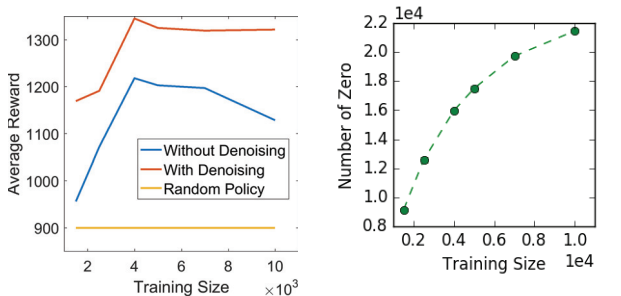 1300
1200
1100
1000
900
Average Reward
Without Denoising
With Denoising
Random Policy
2 4 6 8 10
Training Size ×10³
1e4
2.2
2.0
1.8
1.6
1.4
1.2
1.0
0.8
Number of Zero
0.2 0.4 0.6 0.8 1.0
Training Size 1e4